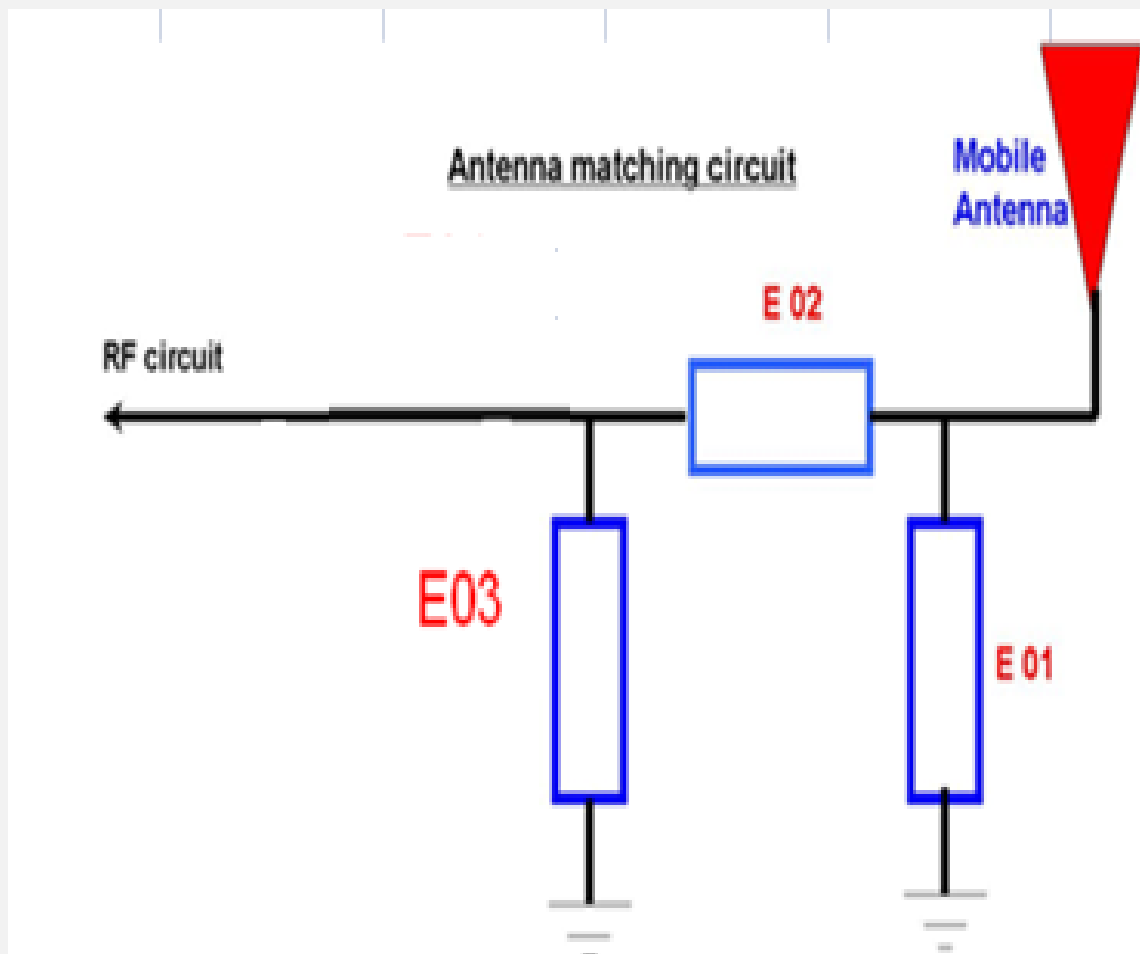 Antenna matching circuit
Mobile
Antenna
E 02
RF circuit
E03
E 01